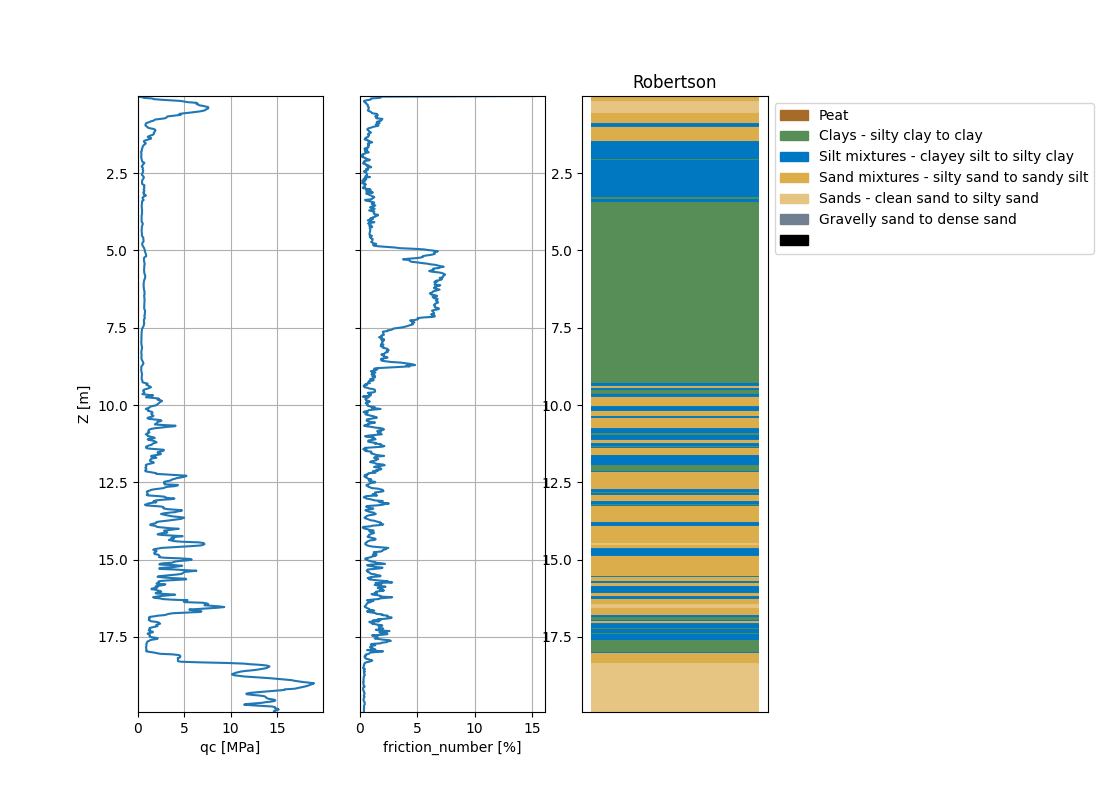 Robertson
Peat
Clays - silty clay to clay
Silt mixtures - clayey silt to silty clay
Sand mixtures - silty sand to sandy silt
Sands - clean sand to silty sand
Gravelly sand to dense sand
2.5
2.5
5.0
5.0
7.5
7.5
Z [m]
10.0
10.0
12.5
12.5
15.0
15.0
17.5
17.5
0 5 10 15
0 5 10 15
qc [MPa]
friction_number [%]